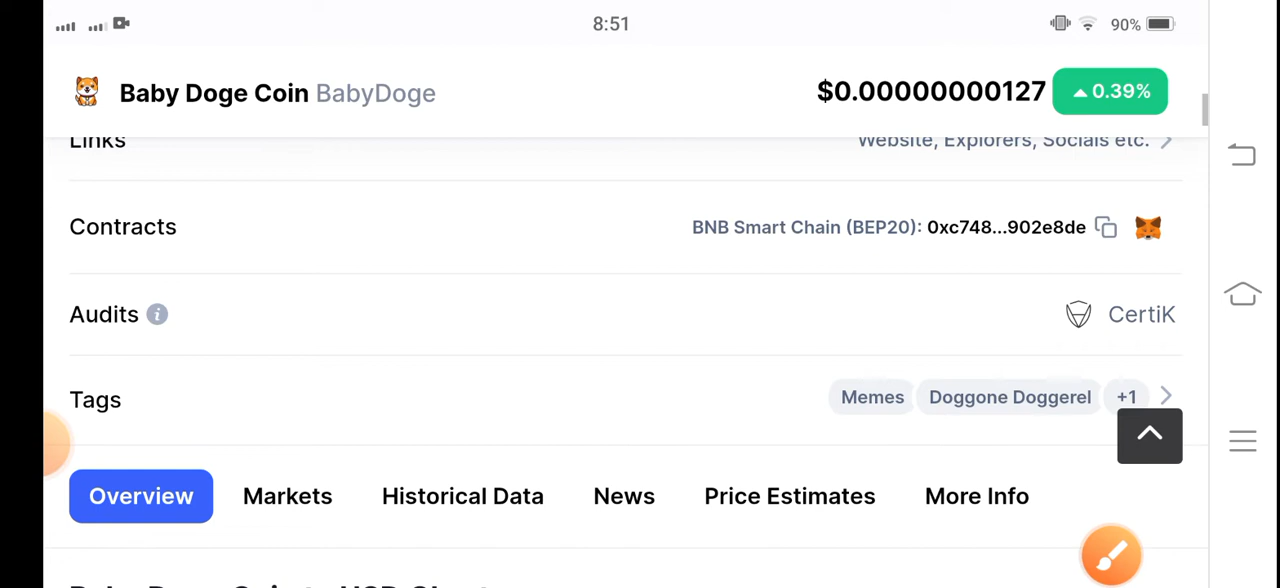 8:51
90%
Baby Doge Coin BabyDoge
$0.00000000127 0.39%
Links
Website, Explorers, Socials etc.
Contracts
BNB Smart Chain (BEP20): 0xc748...902e8de
Audits
CertiK
Tags
Memes Doggone Doggerel +1
Overview Markets Historical Data News Price Estimates More Info